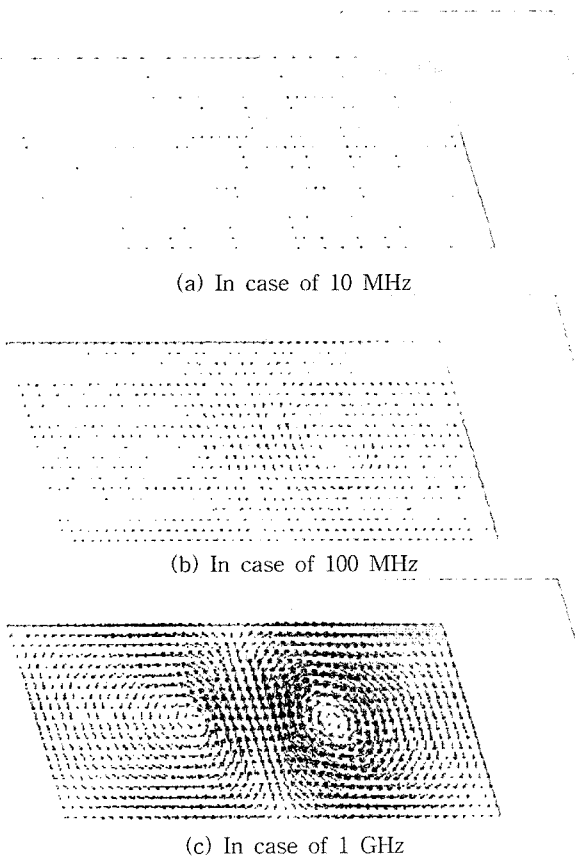 (a) In case of 10 MHz
(b) In case of 100 MHz
(c) In case of 1 GHz